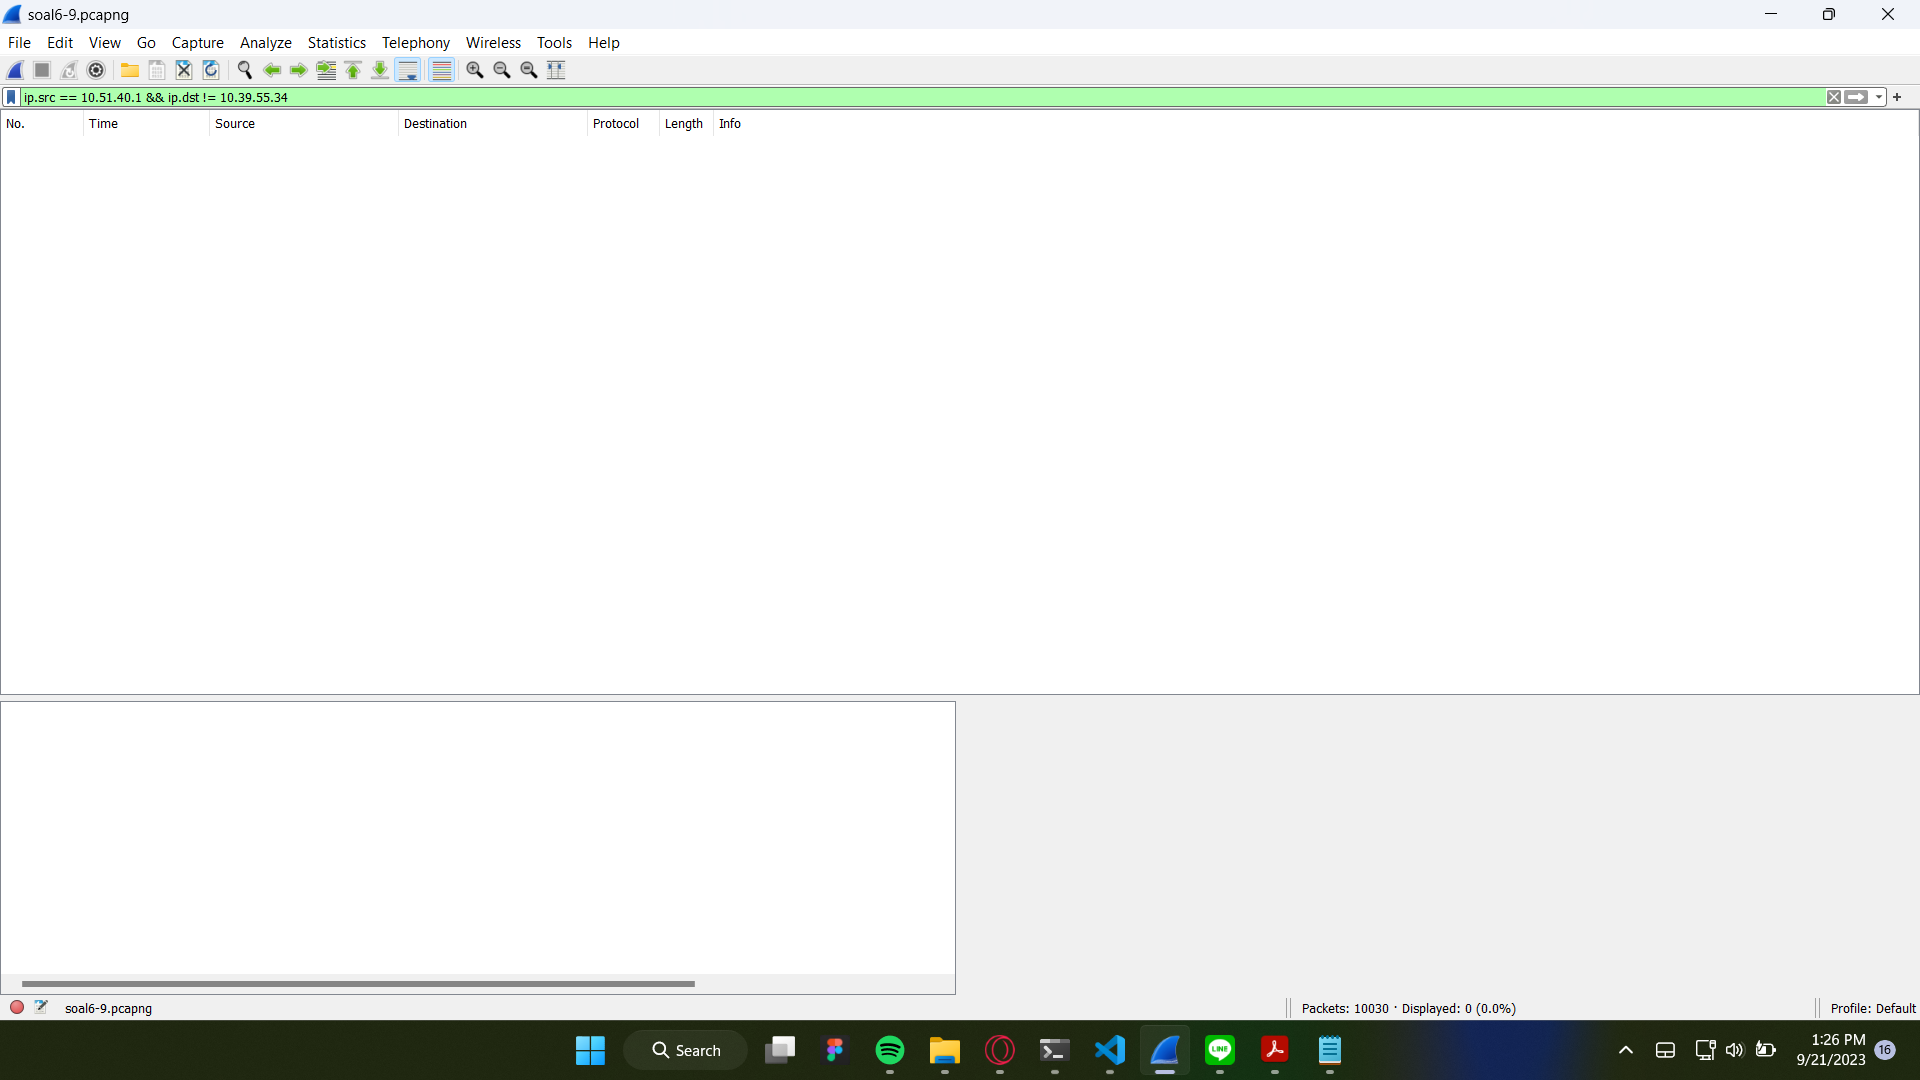 soal6-9.pcapng
File Edit View Go Capture Analyze Statistics Telephony Wireless Tools Help
ip.src == 10.51.40.1 && ip.dst != 10.39.55.34
No. Time Source Destination Protocol Length Info
soal6-9.pcapng Packets: 10030 · Displayed: 0 (0.0%) Profile: Default
Search LINE 1:26 PM 16
9/21/2023